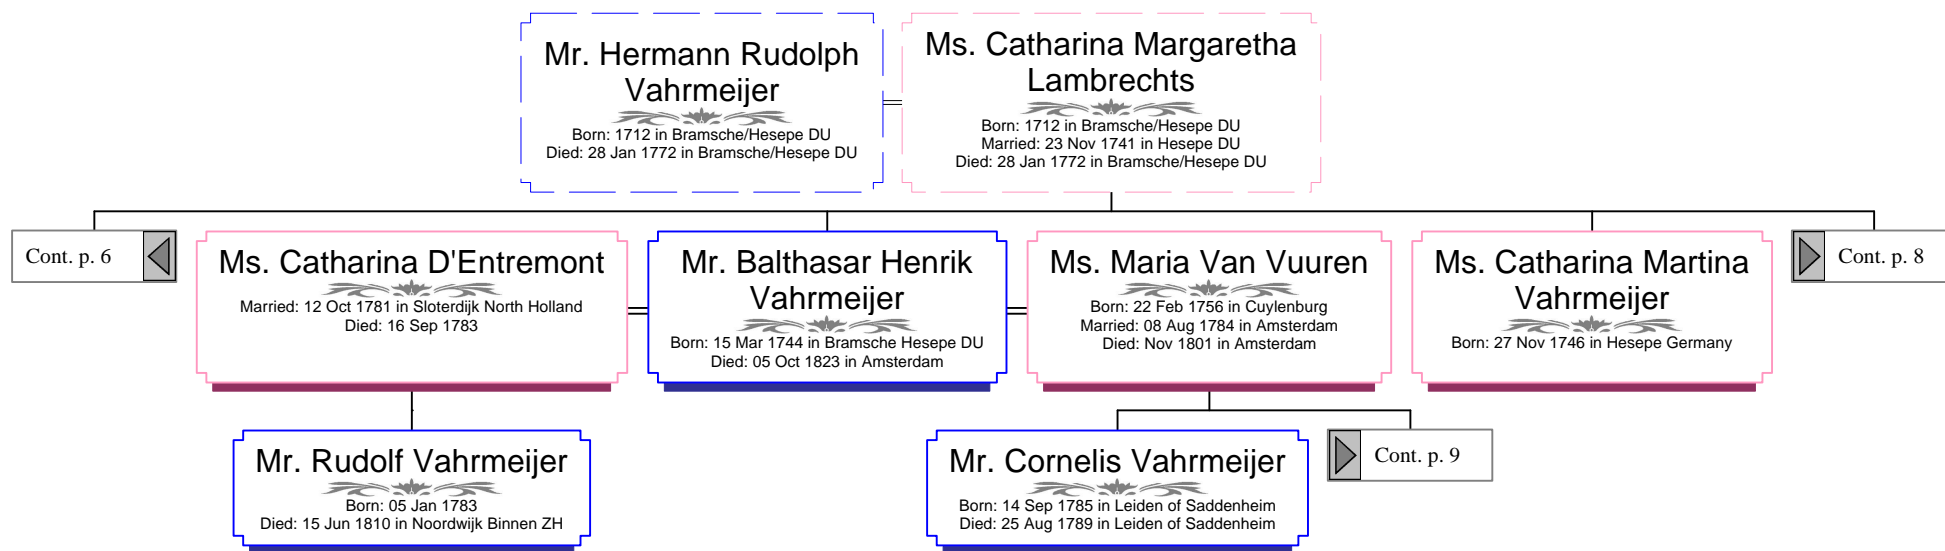 Mr. Hermann Rudolph
Vahrmeijer
Born: 1712 in Bramsche/Hesepe DU
Died: 28 Jan 1772 in Bramsche/Hesepe DU
Ms. Catharina Margaretha
Lambrechts
Born: 1712 in Bramsche/Hesepe DU
Married: 23 Nov 1741 in Hesepe DU
Died: 28 Jan 1772 in Bramsche/Hesepe DU
Cont. p. 6
Ms. Catharina D'Entremont
Married: 12 Oct 1781 in Sloterdijk North Holland
Died: 16 Sep 1783
Mr. Balthasar Henrik
Vahrmeijer
Born: 15 Mar 1744 in Bramsche Hesepe DU
Died: 05 Oct 1823 in Amsterdam
Ms. Maria Van Vuuren
Born: 22 Feb 1756 in Cuylenburg
Married: 08 Aug 1784 in Amsterdam
Died: Nov 1801 in Amsterdam
Ms. Catharina Martina
Vahrmeijer
Born: 27 Nov 1746 in Hesepe Germany
Cont. p. 8
Mr. Rudolf Vahrmeijer
Born: 05 Jan 1783
Died: 15 Jun 1810 in Noordwijk Binnen ZH
Mr. Cornelis Vahrmeijer
Born: 14 Sep 1785 in Leiden of Saddenheim
Died: 25 Aug 1789 in Leiden of Saddenheim
Cont. p. 9